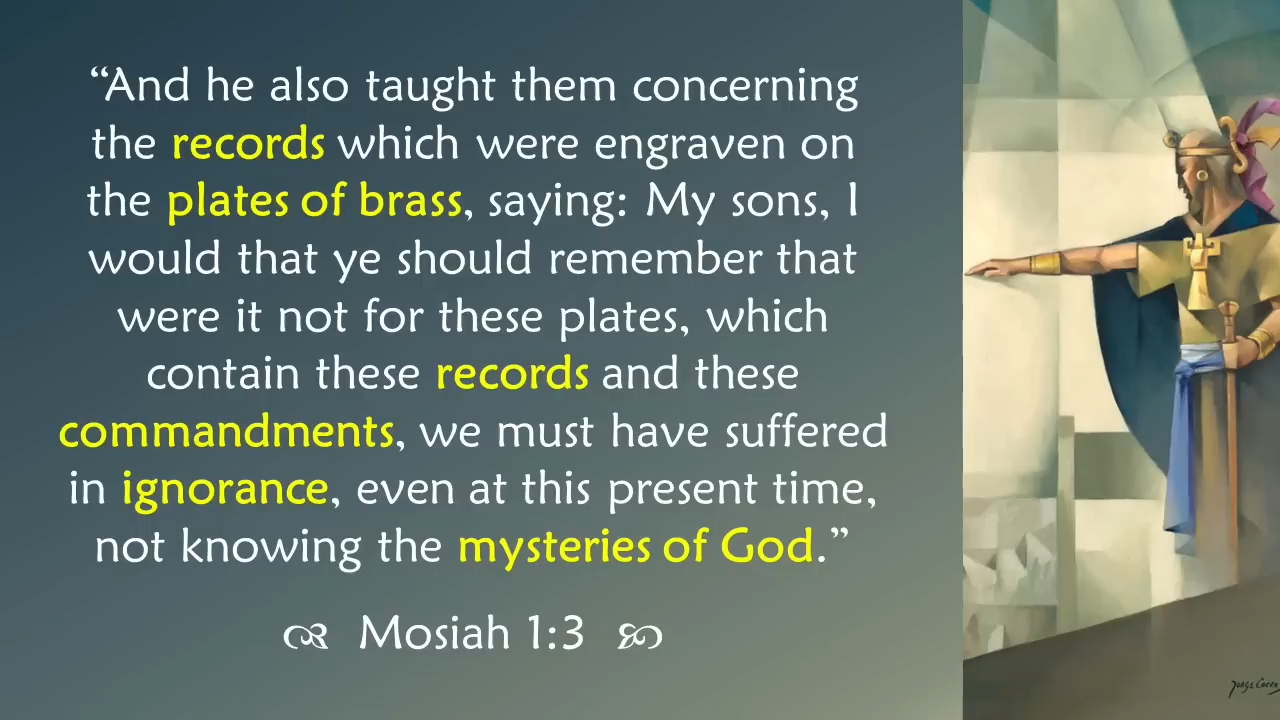 “And he also taught them concerning
the records which were engraven on
the plates of brass, saying: My sons, I
would that ye should remember that
were it not for these plates, which
contain these records and these
commandments, we must have suffered
in ignorance, even at this present time,
not knowing the mysteries of God.”
Mosiah 1:3